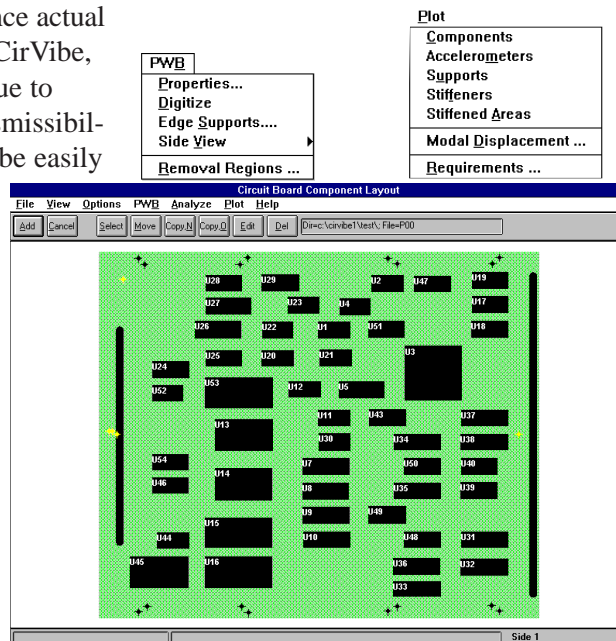 nce actual
CirVibe,
ue to
smissibil-
be easily
PWB
Properties...
Digitize
Edge Supports....
Side View
Removal Regions ...
Plot
Components
Accelerometers
Supports
Stiffeners
Stiffened Areas
Modal Displacement ...
Requirements ...
Circuit Board Component Layout
File View Options PWB Analyze Plot Help
Add Cancel Select Move Copy.N Copy.O Edit Del Dir=c:\cirvibe1\test\; File=P00
U28 U29 U2 U47 U19
U27 U23 U4 U17
U26 U22 U1 U51 U18
U25 U20 U21 U3
U24
U53 U12 U5
U52
U11 U43 U37
U13
U30 U34 U38
U54 U7 U50 U40
U14
U46 U8 U35 U39
U9 U49
U15
U44 U10 U48 U31
U45 U16 U36 U32
U33
Side 1